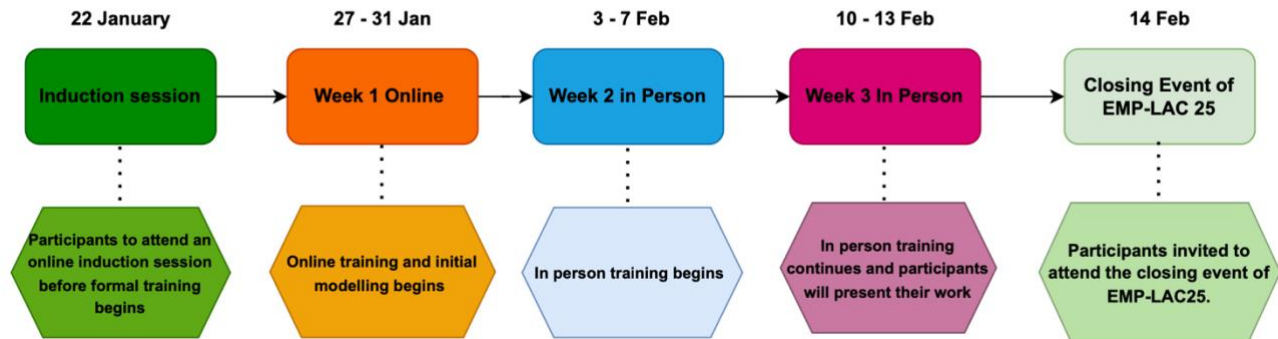 22 January
27 - 31 Jan
3 - 7 Feb
10 - 13 Feb
14 Feb
Induction session
Week 1 Online
Week 2 in Person
Week 3 In Person
Closing Event of
EMP-LAC 25
Participants to attend an
online induction session
before formal training
begins
Online training and initial
modelling begins
In person training begins
In person training
continues and participants
will present their work
Participants invited to
attend the closing event of
EMP-LAC25.